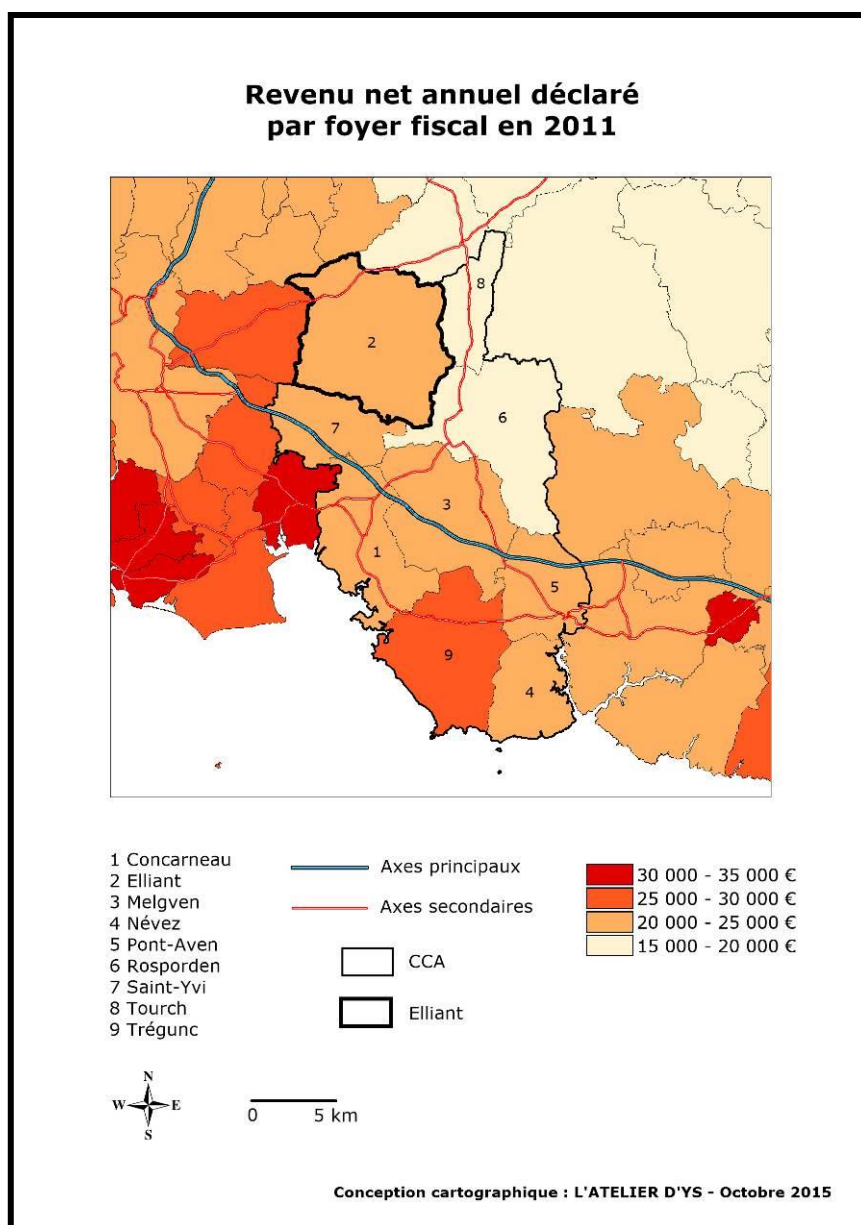 Revenu net annuel déclaré
par foyer fiscal en 2011
8
2
6
7
3
1
5
9
4
1 Concarneau
2 Elliant
3 Melgven
4 Névez
5 Pont-Aven
6 Rosporden
7 Saint-Yvi
8 Tourch
9 Trégunc
Axes principaux
Axes secondaires
CCA
Elliant
30 000 - 35 000 €
25 000 - 30 000 €
20 000 - 25 000 €
15 000 - 20 000 €
N
W E
S
0 5 km
Conception cartographique : L'ATELIER D'YS - Octobre 2015